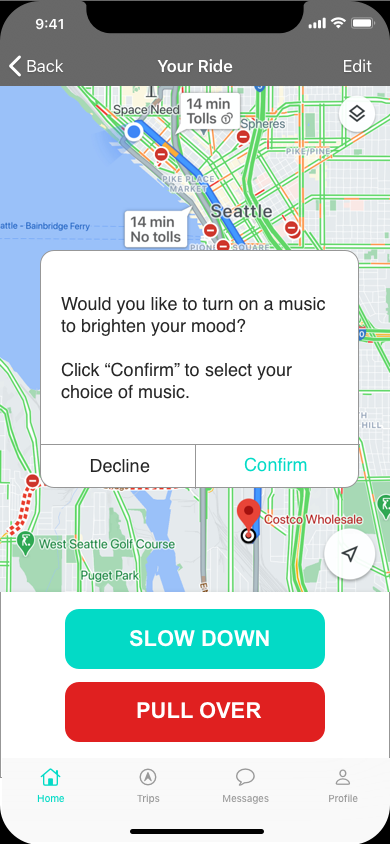 9:41
Back
Your Ride
Edit
Space Need
14 min
Tolls
Spheres
PIKE/PINE
PIKE PLACE
MARKET
Seattle
attle - Bainbridge Ferry
14 min
No tolls
SQUARE
Would you like to turn on a music
to brighten your mood?
Click “Confirm” to select your
choice of music.
Decline
Confirm
HILL
Costco Wholesale
West Seattle Golf Course
Puget Park
SLOW DOWN
PULL OVER
Home
Trips
Messages
Profile